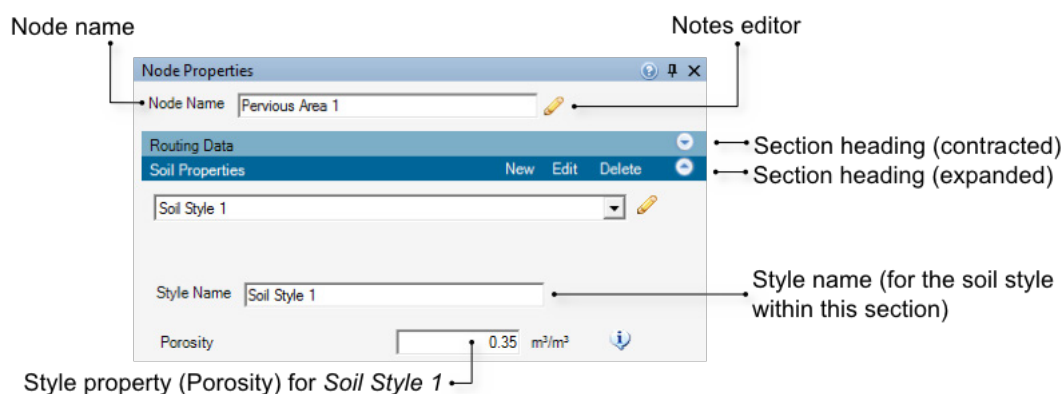 Node name
Notes editor
Node Properties
Node Name Pervious Area 1
Routing Data
Section heading (contracted)
Soil Properties New Edit Delete
Section heading (expanded)
Soil Style 1
Style Name Soil Style 1
Style name (for the soil style
within this section)
Porosity 0.35 m³/m³
Style property (Porosity) for Soil Style 1